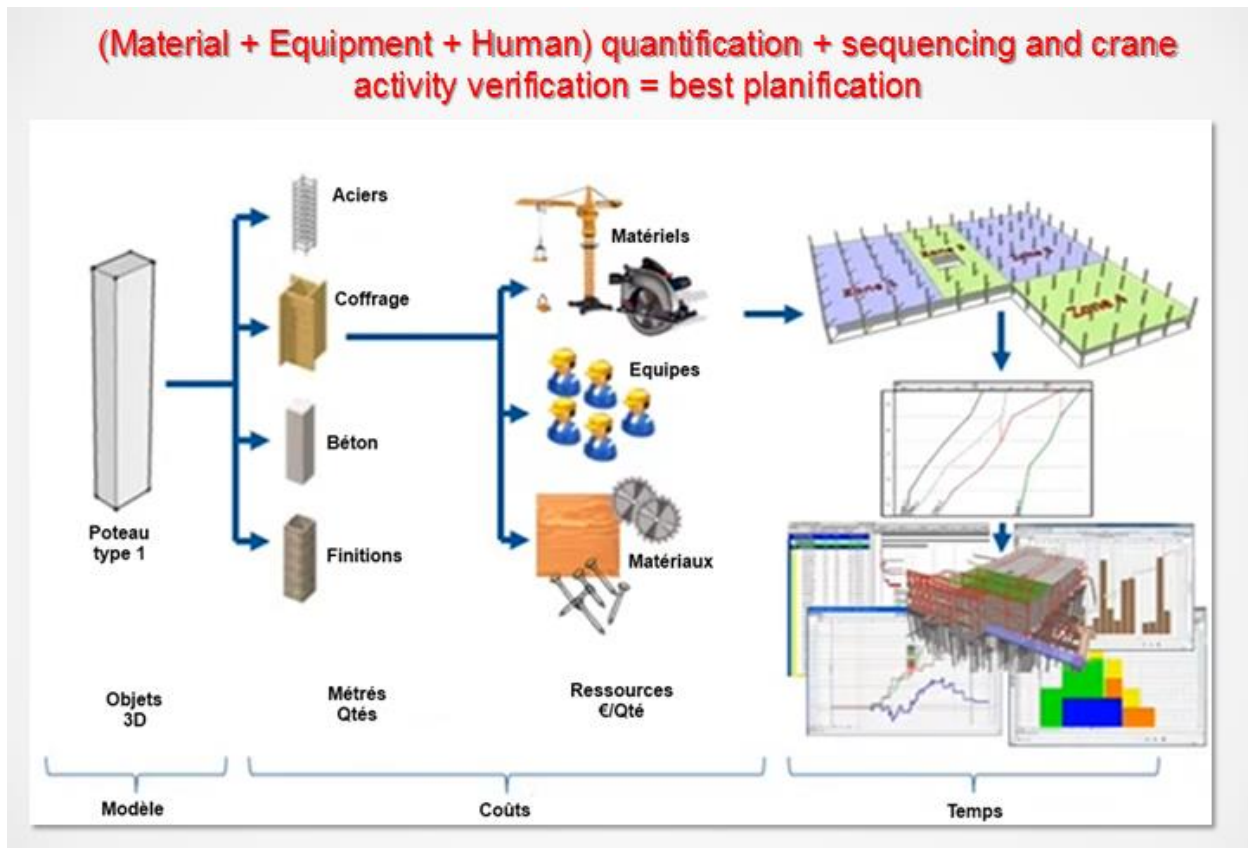 (Material + Equipment + Human) quantification + sequencing and crane
activity verification = best planification
Aciers
Coffrage
Béton
Finitions
Poteau
type 1
Matériels
Equipes
Matériaux
Zone A
Objets
3D
Métrés
Qtés
Ressources
€/Qté
Modèle
Coûts
Temps